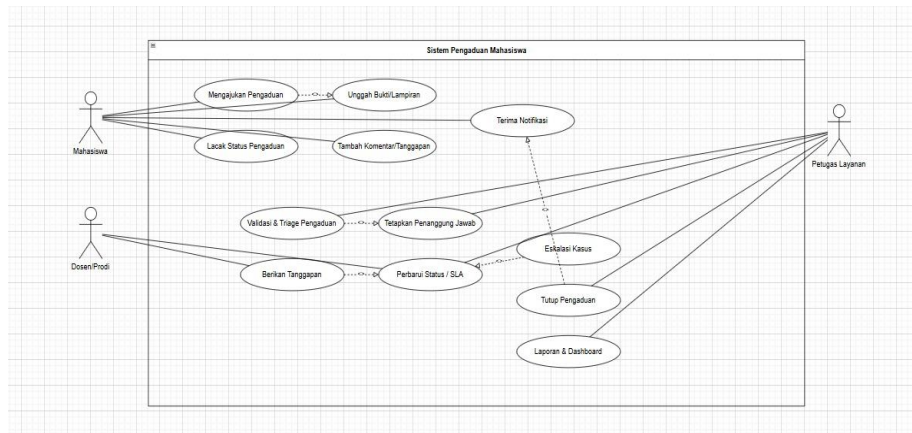 Sistem Pengaduan Mahasiswa
Mengajukan Pengaduan
Unggah Bukti/Lampiran
Terima Notifikasi
Mahasiswa
Lacak Status Pengaduan
Tambah Komentar/Tanggapan
Petugas Layanan
Validasi & Triage Pengaduan
Tetapkan Penanggung Jawab
Dosen/Prodi
Eskalasi Kasus
Berikan Tanggapan
Perbarui Status / SLA
Tutup Pengaduan
Laporan & Dashboard